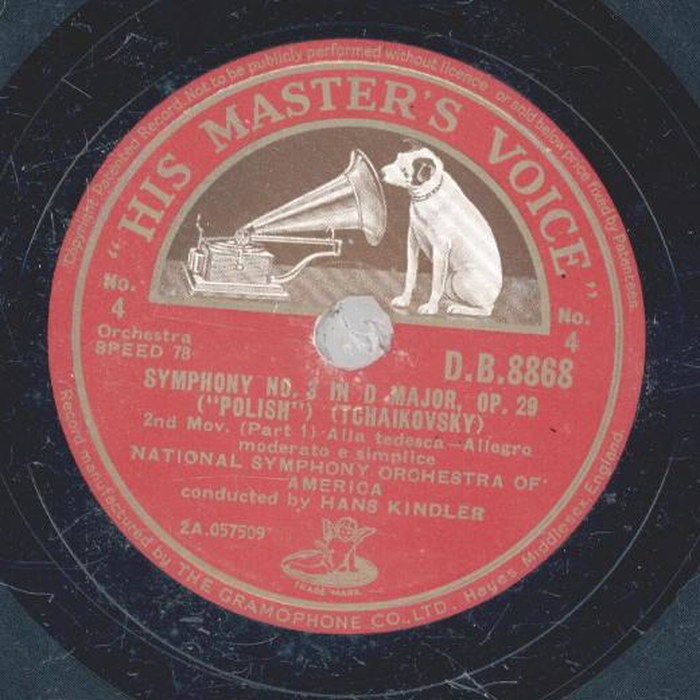 Copyright. Patented Record. Not to be publicly performed without licence or sold below price fixed by Patentees.
"HIS MASTER'S VOICE"
No. 4
No. 4
Orchestra
SPEED 78
D.B.8868
SYMPHONY NO. 3 IN D MAJOR, OP. 29
("POLISH") (TCHAIKOVSKY)
2nd Mov. (Part 1) Alla tedesca—Allegro
moderato e simplice
NATIONAL SYMPHONY ORCHESTRA OF
AMERICA
conducted by HANS KINDLER
2A.057509
TRADE MARK
Record manufactured by THE GRAMOPHONE CO., LTD. Hayes, Middlesex, England.